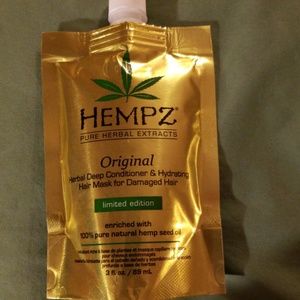 HEMPZ
PURE HERBAL EXTRACTS
Original
Herbal Deep Conditioner & Hydrating
Hair Mask for Damaged Hair
limited edition
enriched with
100% pure natural hemp seed oil
3 fl. oz. / 89 mL